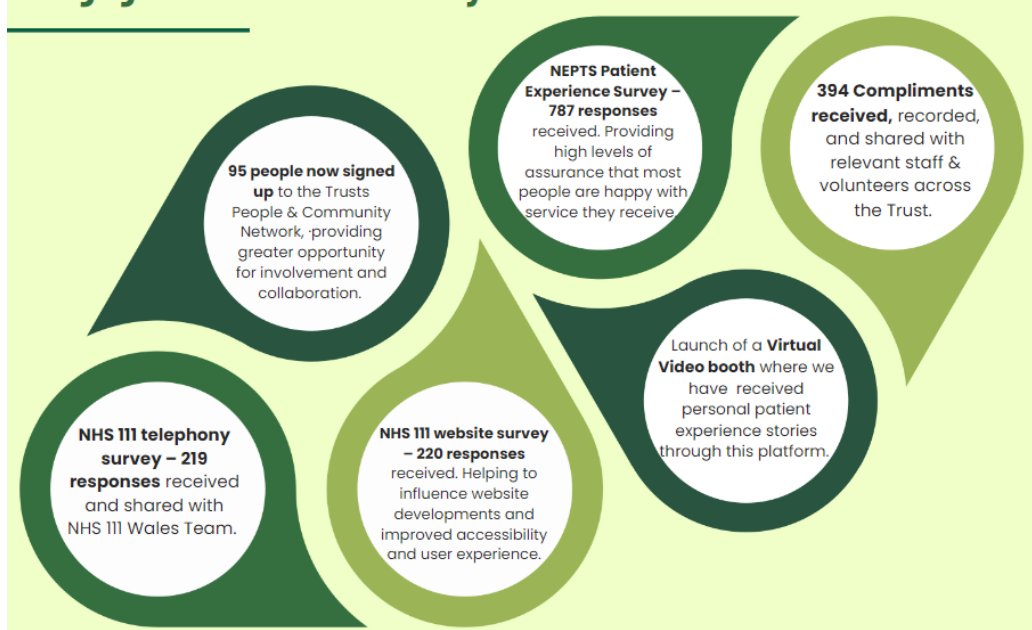 95 people now signed
up to the Trusts
People & Community
Network, ·providing
greater opportunity
for involvement and
collaboration.
NEPTS Patient
Experience Survey –
787 responses
received. Providing
high levels of
assurance that most
people are happy with
service they receive.
394 Compliments
received, recorded,
and shared with
relevant staff &
volunteers across
the Trust.
NHS 111 telephony
survey – 219
responses received
and shared with
NHS 111 Wales Team.
NHS 111 website survey
– 220 responses
received. Helping to
influence website
developments and
improved accessibility
and user experience.
Launch of a Virtual
Video booth where we
have received
personal patient
experience stories
through this platform.